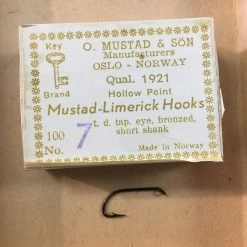 Key
Brand
O. MUSTAD & SÖN
Manufacturers
OSLO - NORWAY
Qual. 1921
Hollow Point
Mustad-Limerick Hooks
100
No.
7
t. d. tap. eye, bronzed,
short shank
Made in Norway